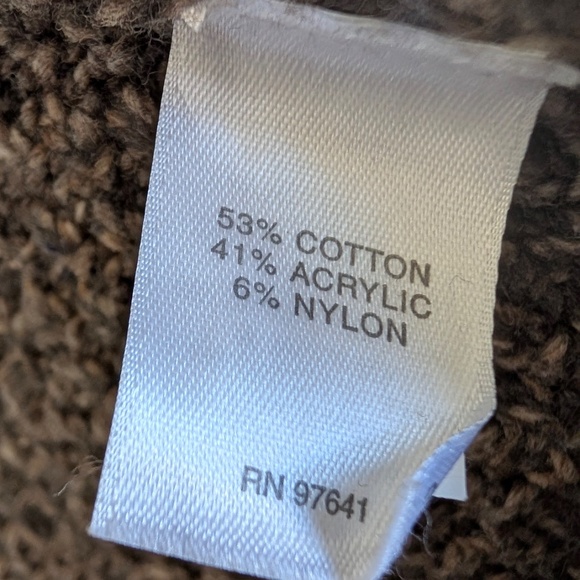 53% COTTON
41% ACRYLIC
6% NYLON
RN 97641